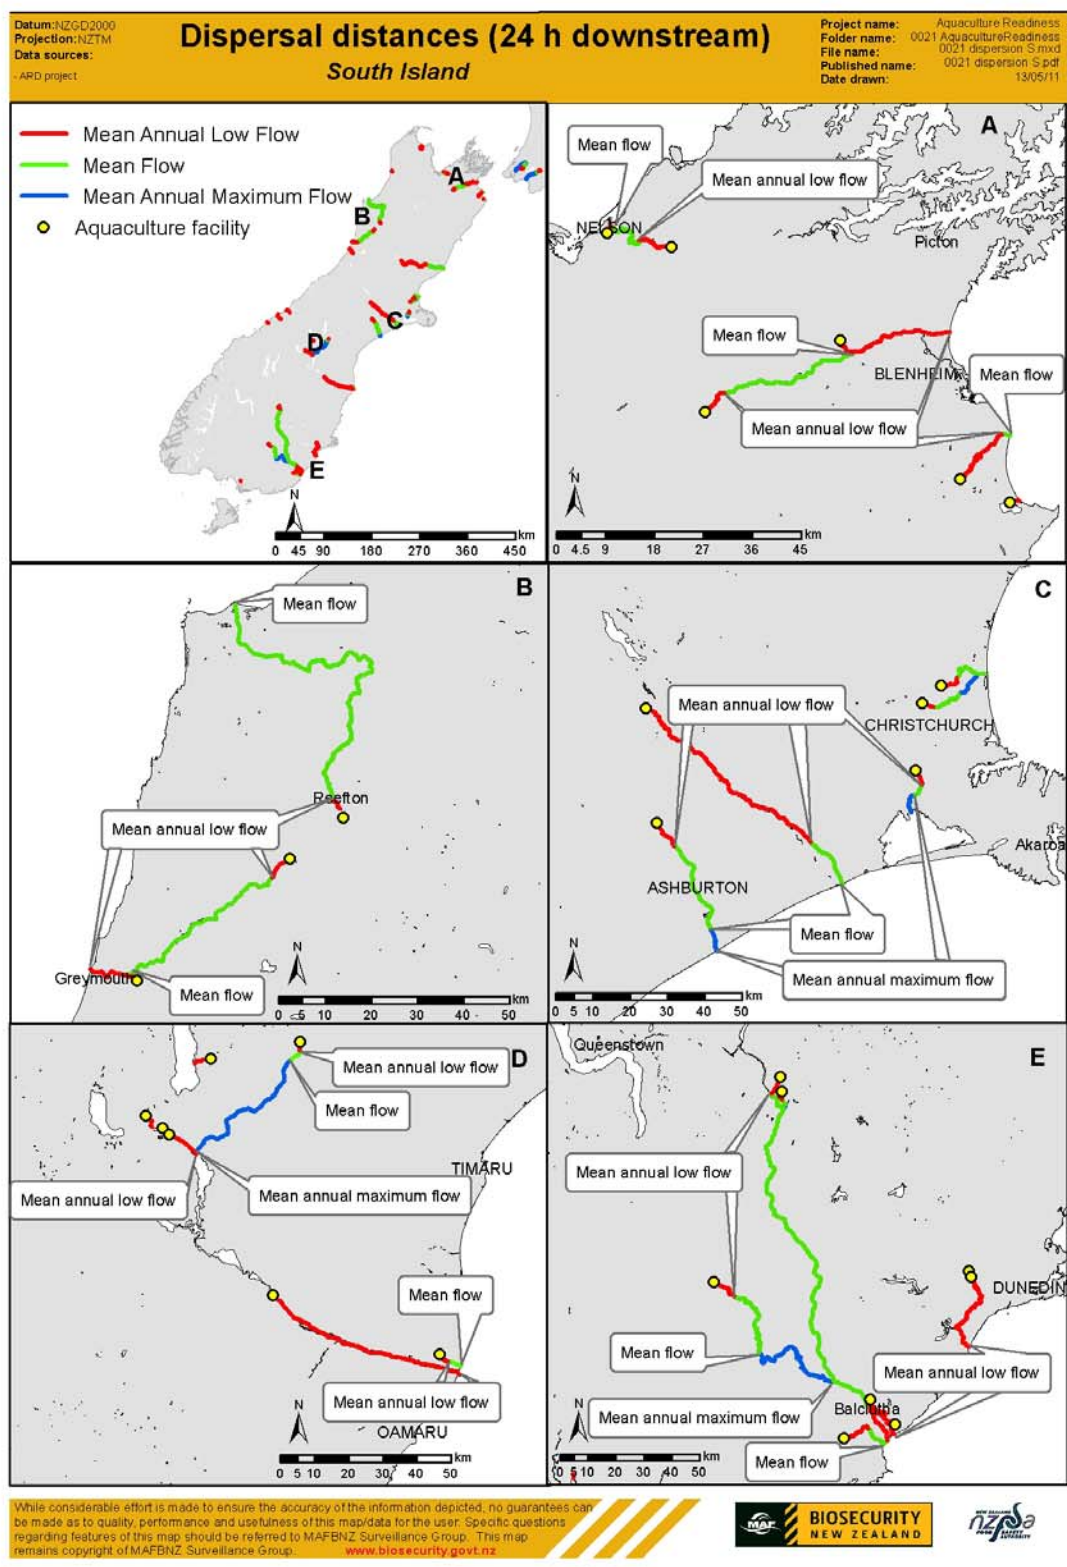 Datum:NZGD2000
Projection:NZTM
Data sources:
- ARD project
Dispersal distances (24 h downstream)
South Island
Project name: Aquaculture Readiness
Folder name: 0021 AquacultureReadiness
File name: 0021 dispersion S.mxd
Published name: 0021 dispersion S.pdf
Date drawn: 13/05/11
Mean Annual Low Flow
Mean Flow
Mean Annual Maximum Flow
Aquaculture facility
A
B
C
D
E
N
km
0 45 90 180 270 360 450
A
Mean flow
Mean annual low flow
NELSON
Picton
Mean flow
BLENHEIM
Mean flow
Mean annual low flow
N
km
0 4.5 9 18 27 36 45
B
Mean flow
Reefton
Mean annual low flow
Greymouth
Mean flow
N
km
0 5 10 20 30 40 50
C
Mean annual low flow
CHRISTCHURCH
Akaroa
ASHBURTON
Mean flow
Mean annual maximum flow
N
km
0 5 10 20 30 40 50
D
Mean annual low flow
Mean flow
TIMARU
Mean annual low flow
Mean annual maximum flow
Mean flow
Mean annual low flow
OAMARU
N
km
0 5 10 20 30 40 50
E
Queenstown
Mean annual low flow
DUNEDIN
Mean flow
Mean annual low flow
Balclutha
Mean annual maximum flow
Mean flow
N
km
0 5 10 20 30 40 50
While considerable effort is made to ensure the accuracy of the information depicted, no guarantees can
be made as to quality, performance and usefulness of this map/data for the user. Specific questions
regarding features of this map should be referred to MAFBNZ Surveillance Group. This map
remains copyright of MAFBNZ Surveillance Group. www.biosecurity.govt.nz
MAF
BIOSECURITY
NEW ZEALAND
NEW ZEALAND
nzfsa
FOOD SAFETY
AUTHORITY